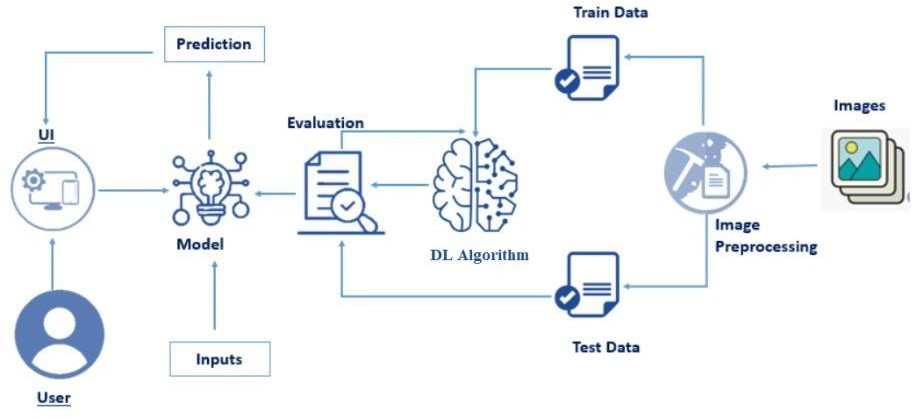 Train Data
Prediction
Images
Evaluation
UI
Model
DL Algorithm
Image
Preprocessing
Inputs
Test Data
User